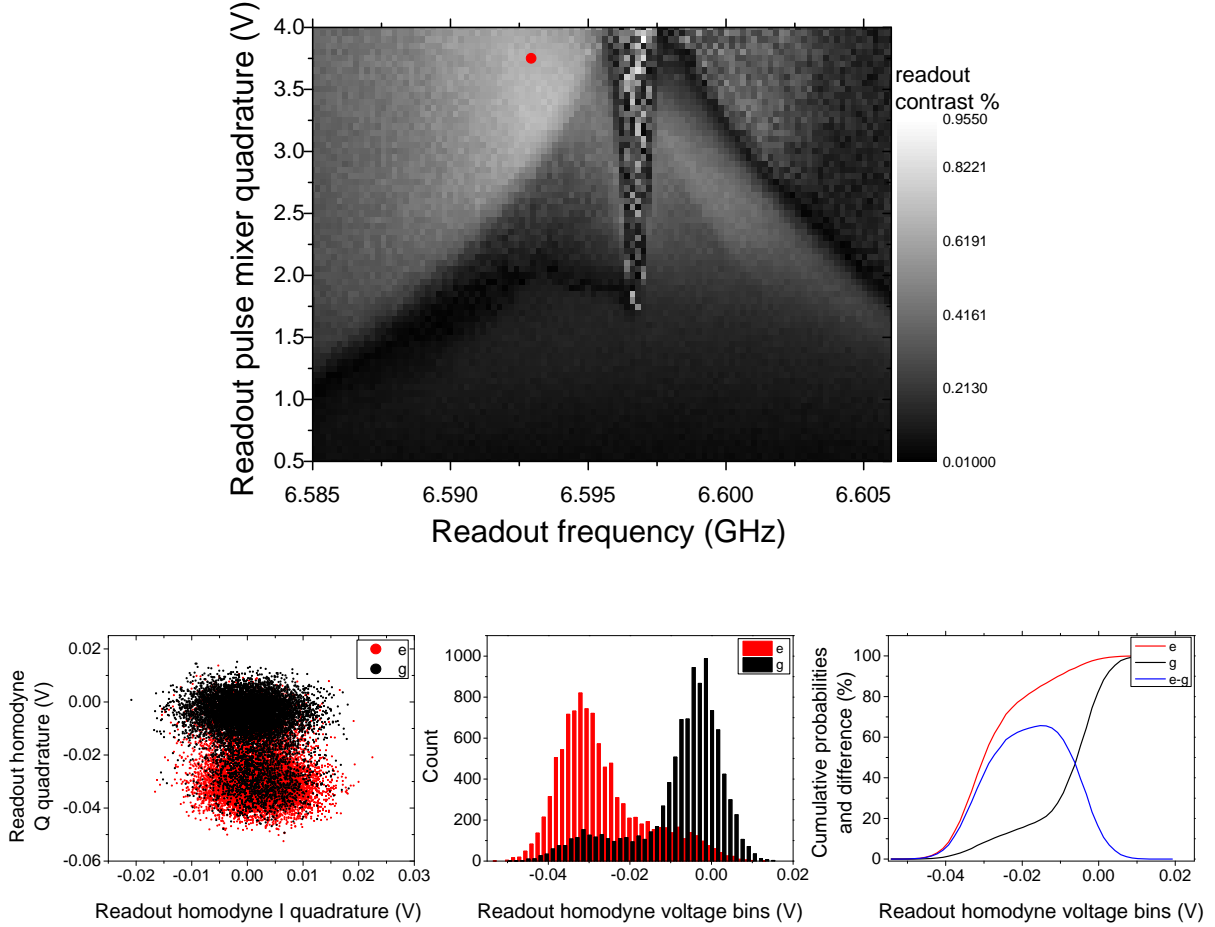 Readout pulse mixer quadrature (V)
4.0
3.5
3.0
2.5
2.0
1.5
1.0
0.5
6.585
6.590
6.595
6.600
6.605
Readout frequency (GHz)
readout
contrast %
0.9550
0.8221
0.6191
0.4161
0.2130
0.01000
Readout homodyne
Q quadrature (V)
0.02
0.00
-0.02
-0.04
-0.06
-0.02
-0.01
0.00
0.01
0.02
0.03
e
g
Readout homodyne I quadrature (V)
Count
1000
800
600
400
200
0
-0.04
-0.02
0.00
0.02
e
g
Readout homodyne voltage bins (V)
Cumulative probabilities
and difference (%)
100
80
60
40
20
0
-0.04
-0.02
0.00
0.02
e
g
e-g
Readout homodyne voltage bins (V)